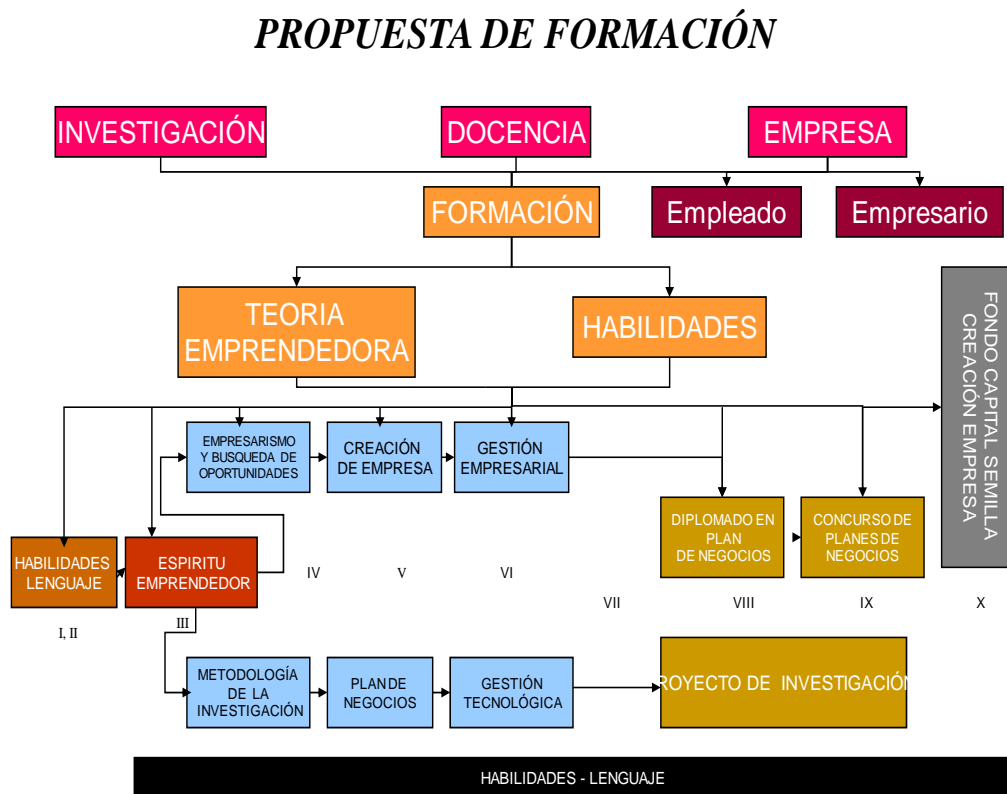 PROPUESTA DE FORMACIÓN
INVESTIGACIÓN
DOCENCIA
EMPRESA
FORMACIÓN
Empleado
Empresario
TEORIA
EMPRENDEDORA
HABILIDADES
FONDO CAPITAL SEMILLA
CREACIÓN EMPRESA
EMPRESARISMO
Y BUSQUEDA DE
OPORTUNIDADES
CREACIÓN
DE EMPRESA
GESTIÓN
EMPRESARIAL
DIPLOMADO EN
PLAN
DE NEGOCIOS
CONCURSO DE
PLANES DE
NEGOCIOS
HABILIDADES
LENGUAJE
ESPIRITU
EMPRENDEDOR
IV
V
VI
VII
VIII
IX
X
I, II
III
METODOLOGÍA
DE LA
INVESTIGACIÓN
PLAN DE
NEGOCIOS
GESTIÓN
TECNOLÓGICA
ROYECTO DE INVESTIGACIÓN
HABILIDADES - LENGUAJE